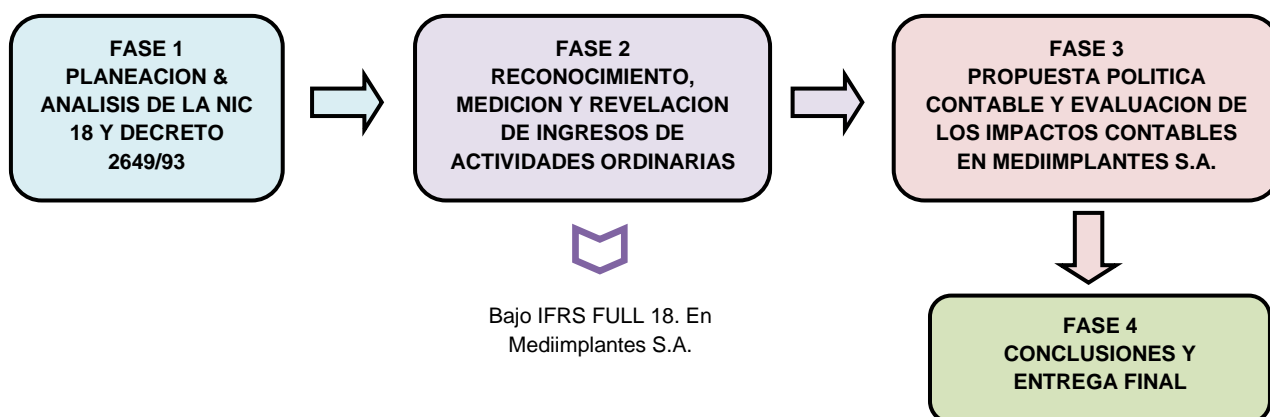 FASE 1
PLANEACION &
ANALISIS DE LA NIC
18 Y DECRETO
2649/93
FASE 2
RECONOCIMIENTO,
MEDICION Y REVELACION
DE INGRESOS DE
ACTIVIDADES ORDINARIAS
FASE 3
PROPUESTA POLITICA
CONTABLE Y EVALUACION DE
LOS IMPACTOS CONTABLES
EN MEDIIMPLANTES S.A.
Bajo IFRS FULL 18. En
Mediimplantes S.A.
FASE 4
CONCLUSIONES Y
ENTREGA FINAL